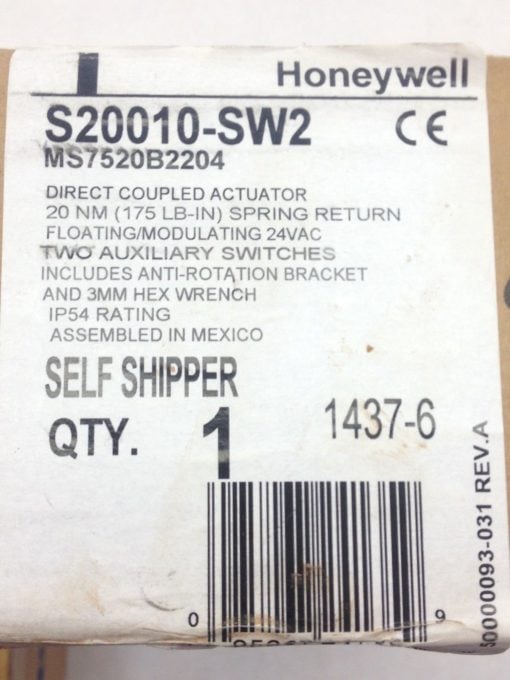 Honeywell
S20010-SW2 CE
MS7520B2204
DIRECT COUPLED ACTUATOR
20 NM (175 LB-IN) SPRING RETURN
FLOATING/MODULATING 24VAC
TWO AUXILIARY SWITCHES
INCLUDES ANTI-ROTATION BRACKET
AND 3MM HEX WRENCH
IP54 RATING
ASSEMBLED IN MEXICO
SELF SHIPPER
QTY. 1 1437-6
50000093-031 REV.A
0 9